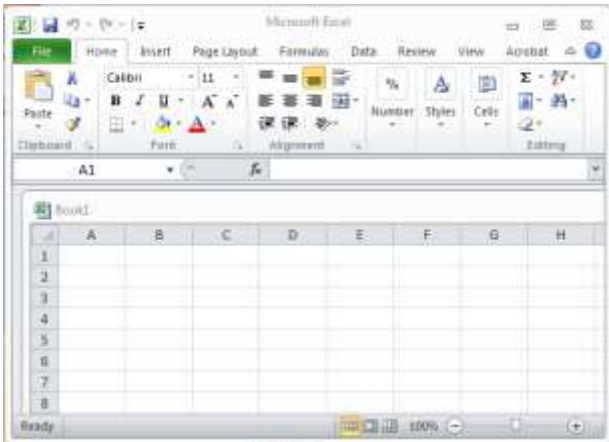 Microsoft Excel
File Home Insert Page Layout Formulas Data Review View Acrobat
Calibri 11
B I U A A
Paste Number Styles Cells
Clipboard Font Alignment Editing
A1 fx
Book1
A B C D E F G H
1
2
3
4
5
6
7
8
Ready 100%